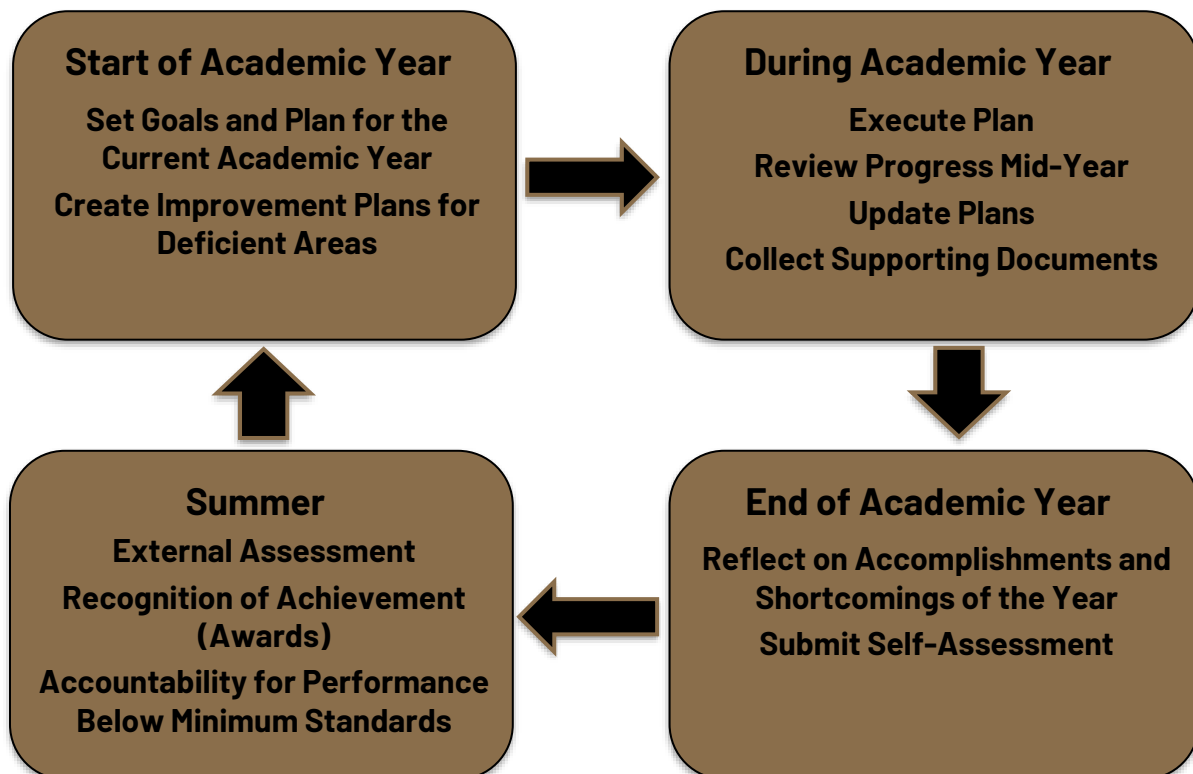 Start of Academic Year
Set Goals and Plan for the
Current Academic Year
Create Improvement Plans for
Deficient Areas
During Academic Year
Execute Plan
Review Progress Mid-Year
Update Plans
Collect Supporting Documents
Summer
External Assessment
Recognition of Achievement
(Awards)
Accountability for Performance
Below Minimum Standards
End of Academic Year
Reflect on Accomplishments and
Shortcomings of the Year
Submit Self-Assessment